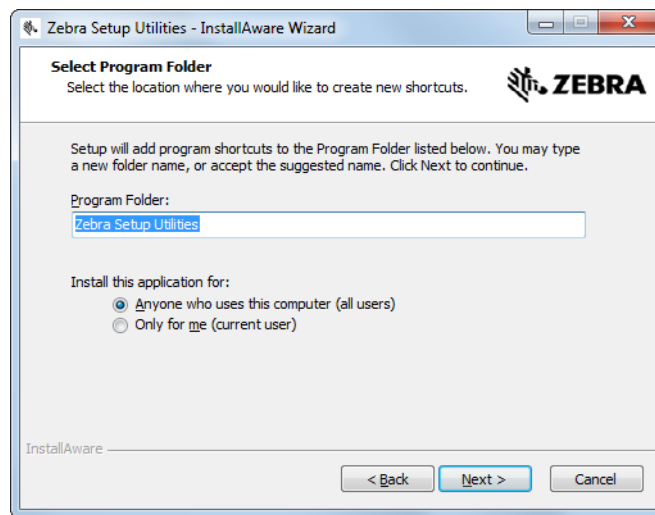 Zebra Setup Utilities - InstallAware Wizard
Select Program Folder
Select the location where you would like to create new shortcuts.
ZEBRA
Setup will add program shortcuts to the Program Folder listed below. You may type
a new folder name, or accept the suggested name. Click Next to continue.
Program Folder:
Zebra Setup Utilities
Install this application for:
Anyone who uses this computer (all users)
Only for me (current user)
InstallAware
< Back Next > Cancel